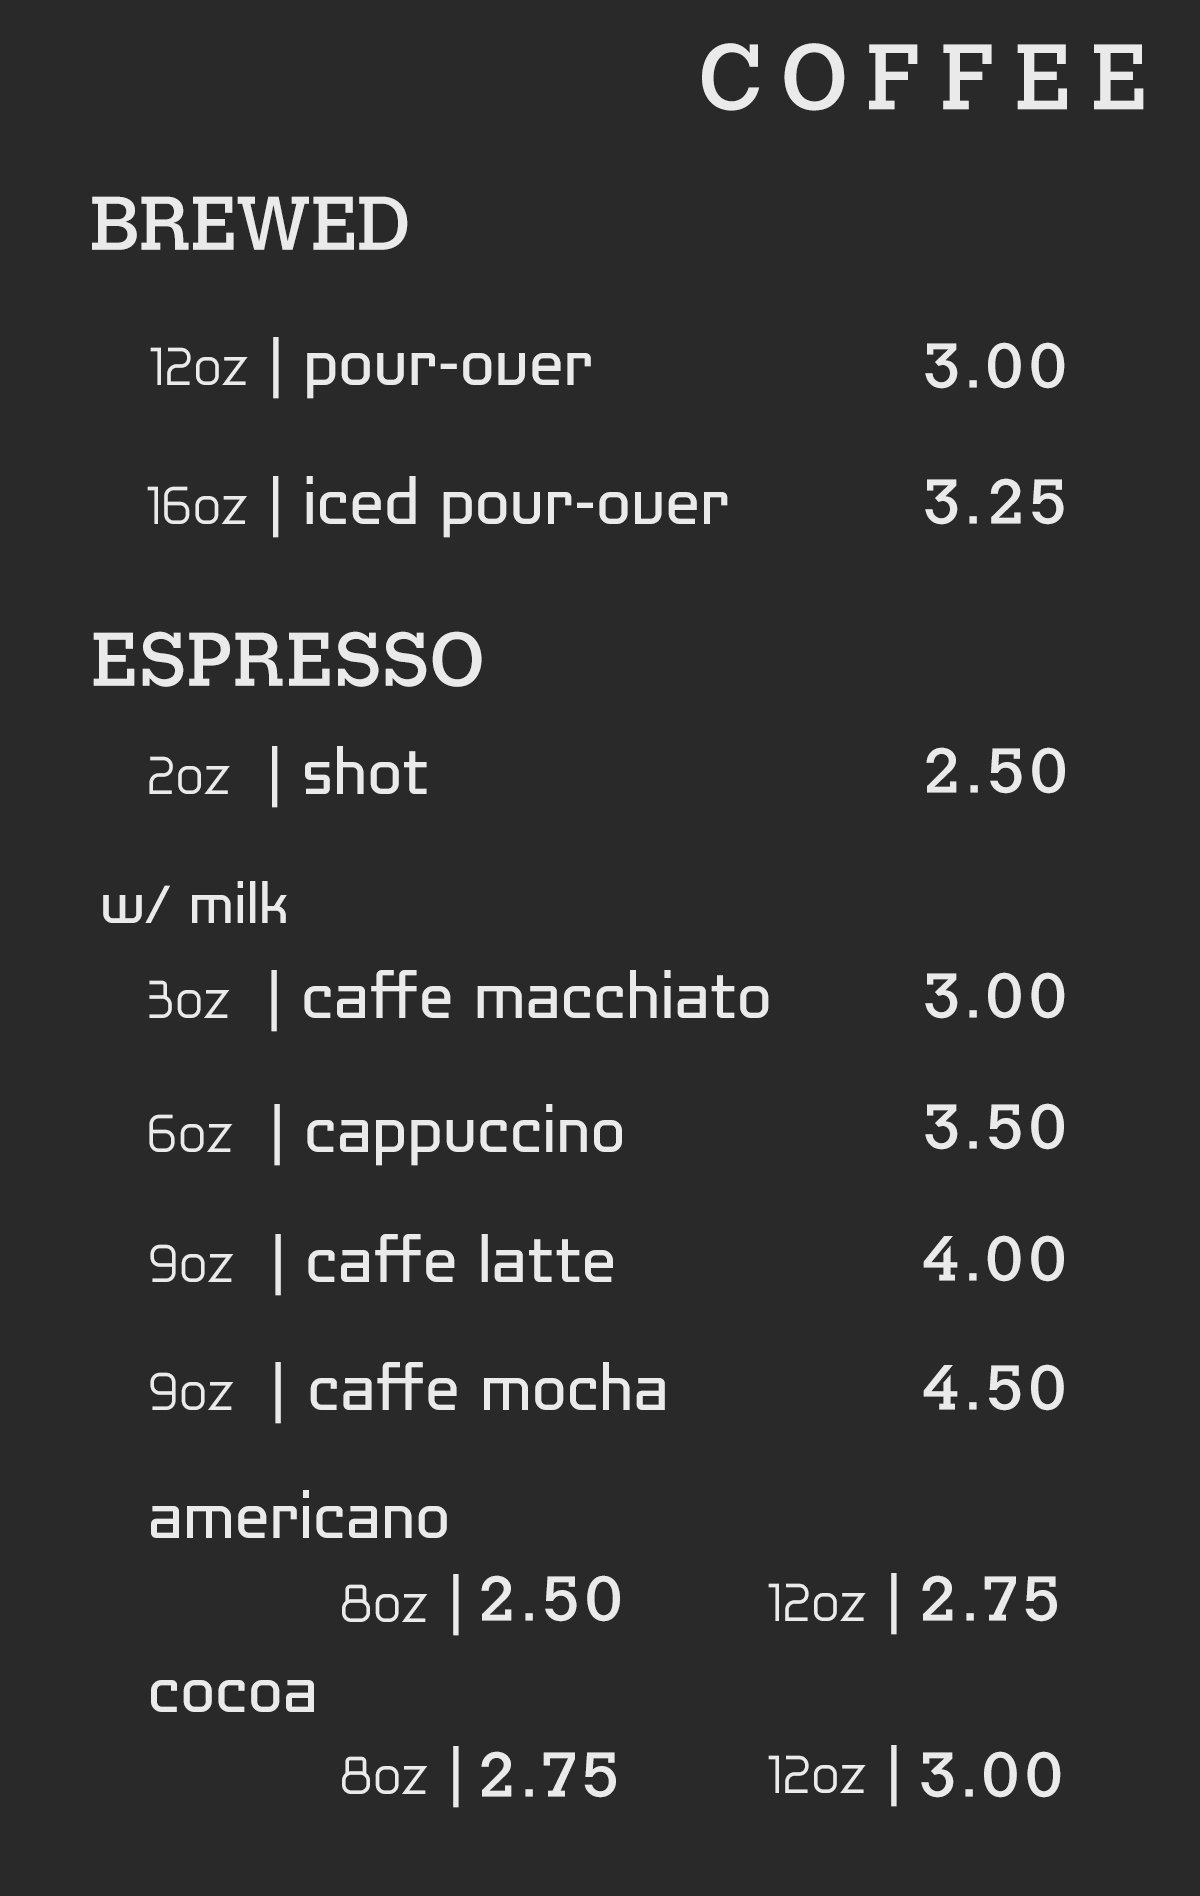 COFFEE
BREWED
12oz | pour-over 3.00
16oz | iced pour-over 3.25
ESPRESSO
2oz | shot 2.50
w/ milk
3oz | caffe macchiato 3.00
6oz | cappuccino 3.50
9oz | caffe latte 4.00
9oz | caffe mocha 4.50
americano
8oz | 2.50 12oz | 2.75
cocoa
8oz | 2.75 12oz | 3.00